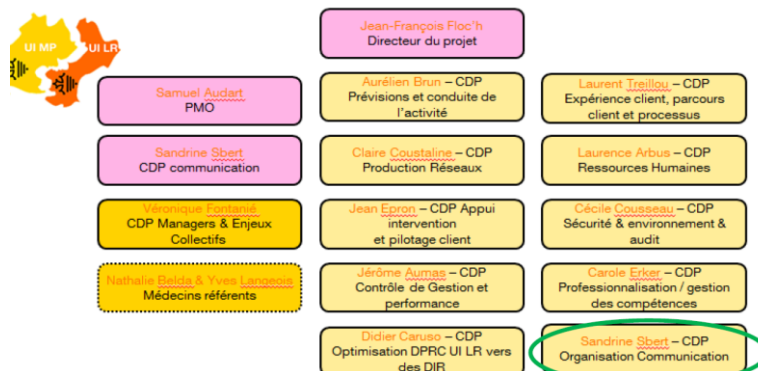 UI MP
UI LR
Jean-François Floc'h
Directeur du projet
Samuel Audart
PMO
Aurélien Brun – CDP
Prévisions et conduite de
l'activité
Laurent Treillou – CDP
Expérience client, parcours
client et processus
Sandrine Sbert
CDP communication
Claire Coustaline – CDP
Production Réseaux
Laurence Arbus – CDP
Ressources Humaines
Véronique Fontanié
CDP Managers & Enjeux
Collectifs
Jean Epron – CDP Appui
intervention
et pilotage client
Cécile Cousseau – CDP
Sécurité & environnement &
audit
Nathalie Belda & Yves Langeois
Médecins référents
Jérôme Aumas – CDP
Contrôle de Gestion et
performance
Carole Erker – CDP
Professionnalisation / gestion
des compétences
Didier Caruso – CDP
Optimisation DPRC UI LR vers
des DIR
Sandrine Sbert – CDP
Organisation Communication